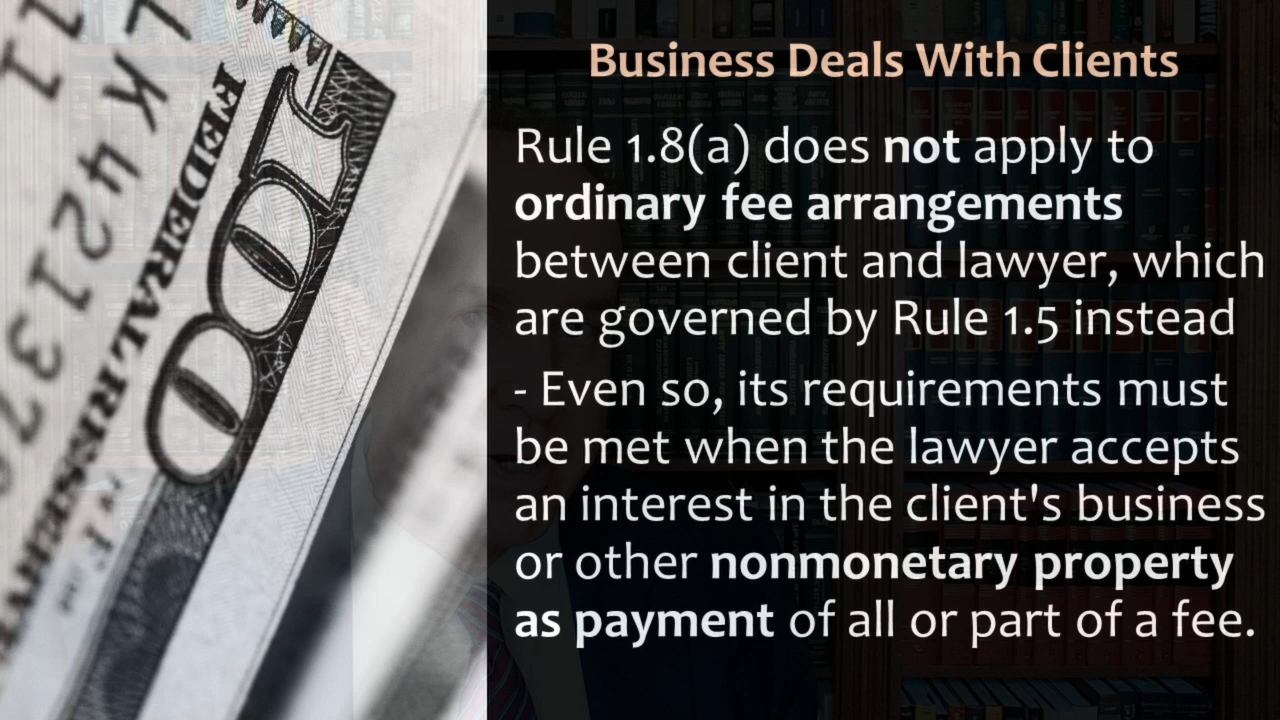 Business Deals With Clients
Rule 1.8(a) does not apply to
ordinary fee arrangements
between client and lawyer, which
are governed by Rule 1.5 instead
- Even so, its requirements must
be met when the lawyer accepts
an interest in the client's business
or other nonmonetary property
as payment of all or part of a fee.
100